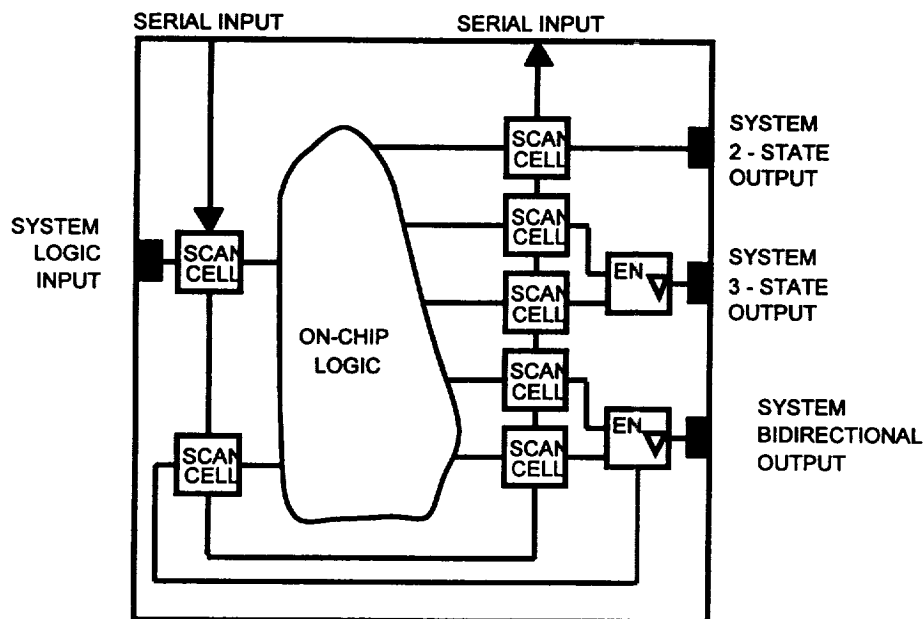 SERIAL INPUT
SERIAL INPUT
SCAN
CELL
SYSTEM
2 - STATE
OUTPUT
SCAN
CELL
SYSTEM
LOGIC
INPUT
SCAN
CELL
EN
SYSTEM
3 - STATE
OUTPUT
SCAN
CELL
ON-CHIP
LOGIC
SCAN
CELL
EN
SYSTEM
BIDIRECTIONAL
OUTPUT
SCAN
CELL
SCAN
CELL